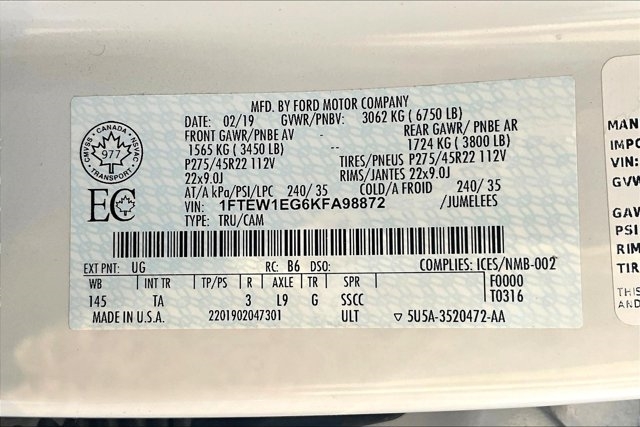 MFD. BY FORD MOTOR COMPANY
DATE: 02/19 GVWR/PNBV: 3062 KG ( 6750 LB)
FRONT GAWR/PNBE AV REAR GAWR/ PNBE AR
1565 KG ( 3450 LB) -- 1724 KG ( 3800 LB)
P275/45R22 112V TIRES/PNEUS P275/45R22 112V
22x9.0J RIMS/JANTES 22x9.0J
AT/A kPa/PSI/LPC 240/ 35 COLD/A FROID 240/ 35
VIN: 1FTEW1EG6KFA98872 /JUMELEES
TYPE: TRU/CAM
CMVSS • CANADA • NSVAC
977
TRANSPORT
EC
EXT PNT: UG RC: B6 DSO: COMPLIES: ICES/NMB-002
WB INT TR TP/PS R AXLE TR SPR F0000
145 TA 3 L9 G SSCC T0316
MADE IN U.S.A. 2201902047301 ULT ▽ 5U5A-3520472-AA
MAN
IMPO
VIN:
GVW
GAW
PSI
RIM
TIR
THIS
AND